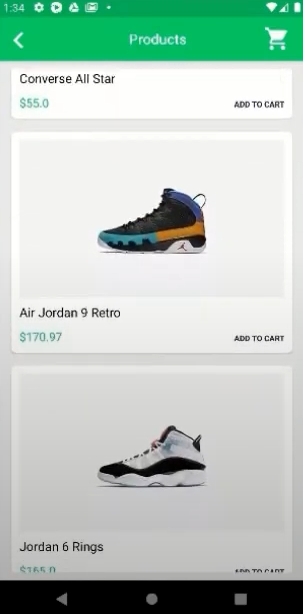 1:34
Products
Converse All Star
$55.0
ADD TO CART
Air Jordan 9 Retro
$170.97
ADD TO CART
Jordan 6 Rings
$165.0
ADD TO CART